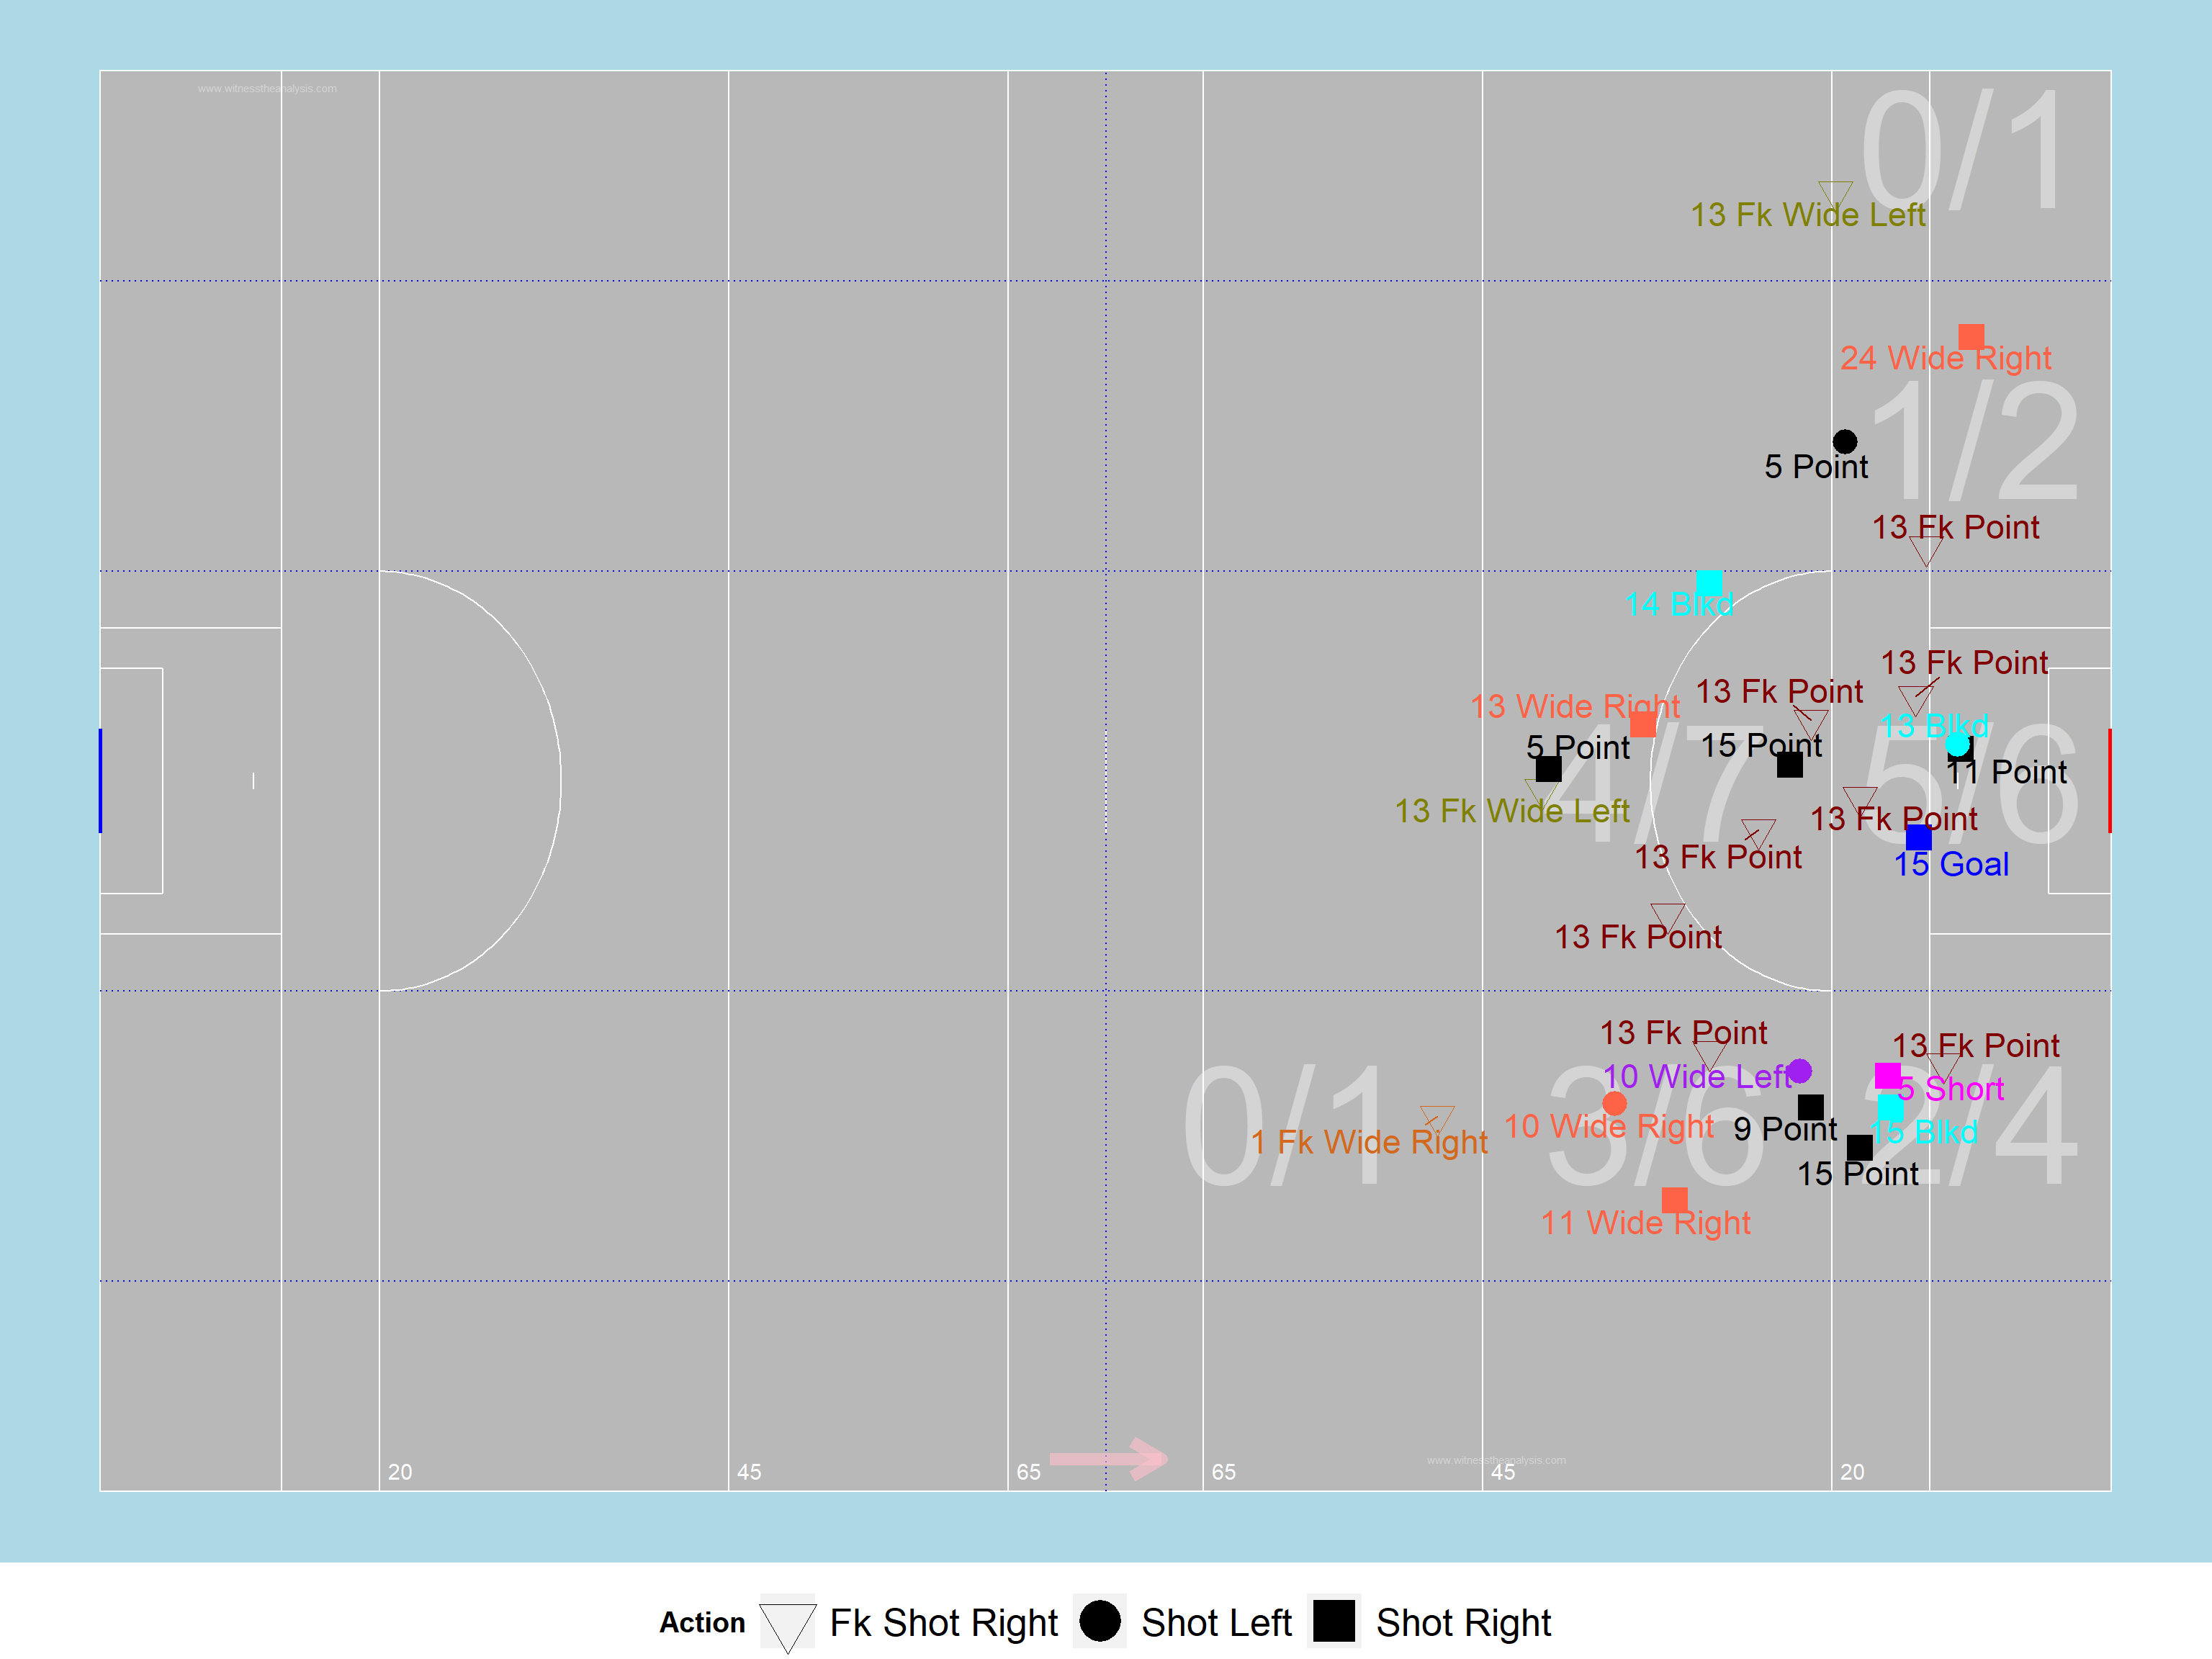 www.witnesstheanalysis.com
0/1
13 Fk Wide Left
24 Wide Right
1/2
5 Point
13 Fk Point
14 Blkd
13 Fk Point
13 Fk Point
13 Wide Right
13 Blkd
5 Point
15 Point
11 Point
4/7
5/6
13 Fk Wide Left
13 Fk Point
13 Fk Point
15 Goal
13 Fk Point
13 Fk Point
13 Fk Point
10 Wide Left
5 Short
0/1
3/6
2/4
10 Wide Right
9 Point
15 Blkd
1 Fk Wide Right
15 Point
11 Wide Right
www.witnesstheanalysis.com
20
45
65
65
45
20
Action
Fk Shot Right
Shot Left
Shot Right